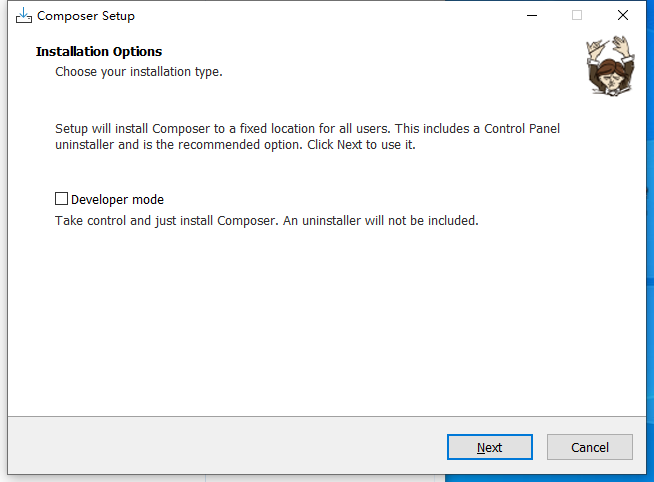 Composer Setup
Installation Options
Choose your installation type.
Setup will install Composer to a fixed location for all users. This includes a Control Panel
uninstaller and is the recommended option. Click Next to use it.
Developer mode
Take control and just install Composer. An uninstaller will not be included.
Next
Cancel